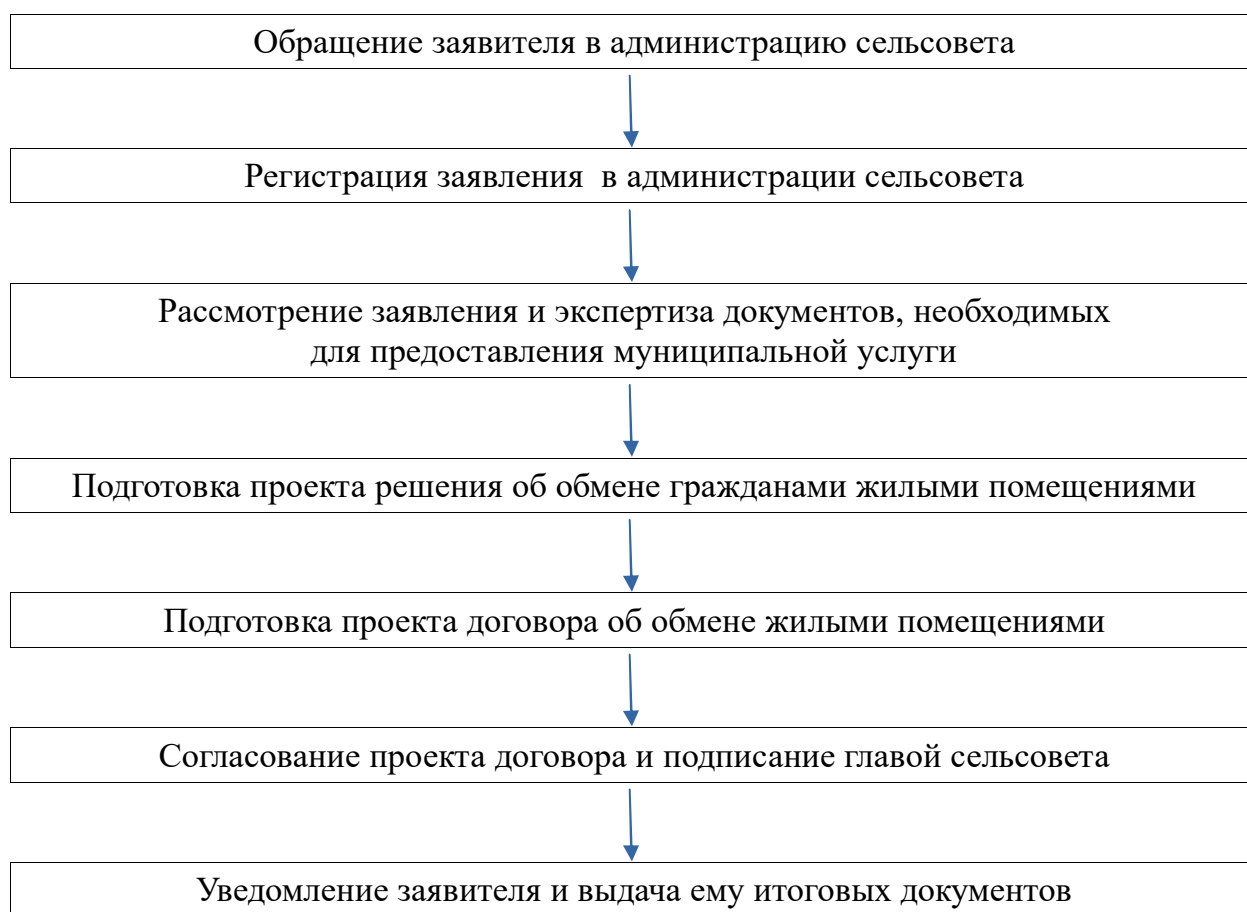 Обращение заявителя в администрацию сельсовета
Регистрация заявления  в администрации сельсовета
Рассмотрение заявления и экспертиза документов, необходимых
для предоставления муниципальной услуги
Подготовка проекта решения об обмене гражданами жилыми помещениями
Подготовка проекта договора об обмене жилыми помещениями
Согласование проекта договора и подписание главой сельсовета
Уведомление заявителя и выдача ему итоговых документов